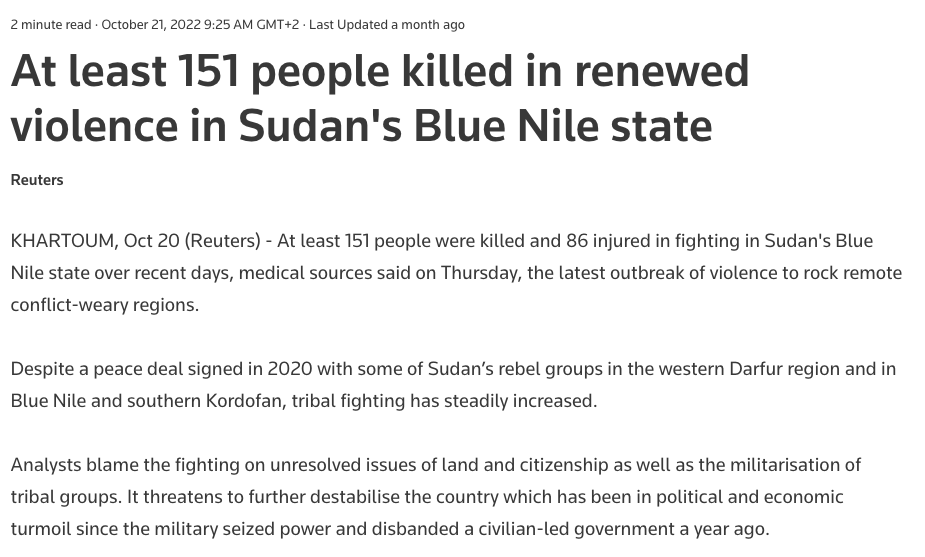 2 minute read · October 21, 2022 9:25 AM GMT+2 · Last Updated a month ago
At least 151 people killed in renewed
violence in Sudan's Blue Nile state
Reuters
KHARTOUM, Oct 20 (Reuters) - At least 151 people were killed and 86 injured in fighting in Sudan's Blue
Nile state over recent days, medical sources said on Thursday, the latest outbreak of violence to rock remote
conflict-weary regions.
Despite a peace deal signed in 2020 with some of Sudan’s rebel groups in the western Darfur region and in
Blue Nile and southern Kordofan, tribal fighting has steadily increased.
Analysts blame the fighting on unresolved issues of land and citizenship as well as the militarisation of
tribal groups. It threatens to further destabilise the country which has been in political and economic
turmoil since the military seized power and disbanded a civilian-led government a year ago.